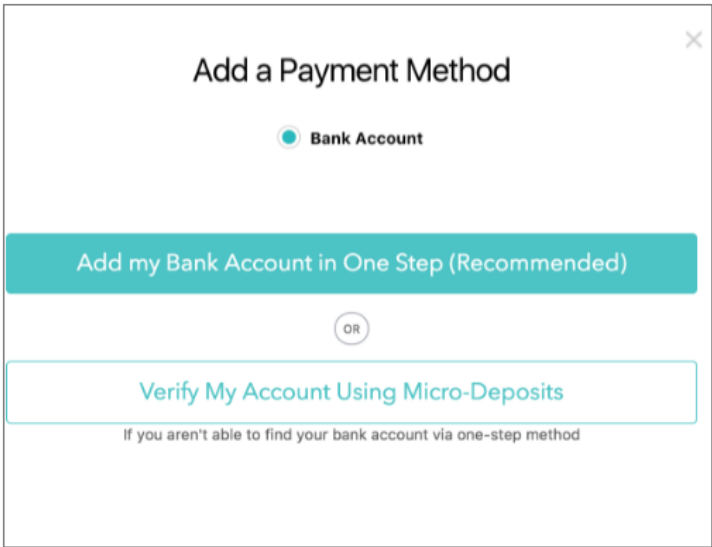 Add a Payment Method
Bank Account
Add my Bank Account in One Step (Recommended)
OR
Verify My Account Using Micro-Deposits
If you aren't able to find your bank account via one-step method